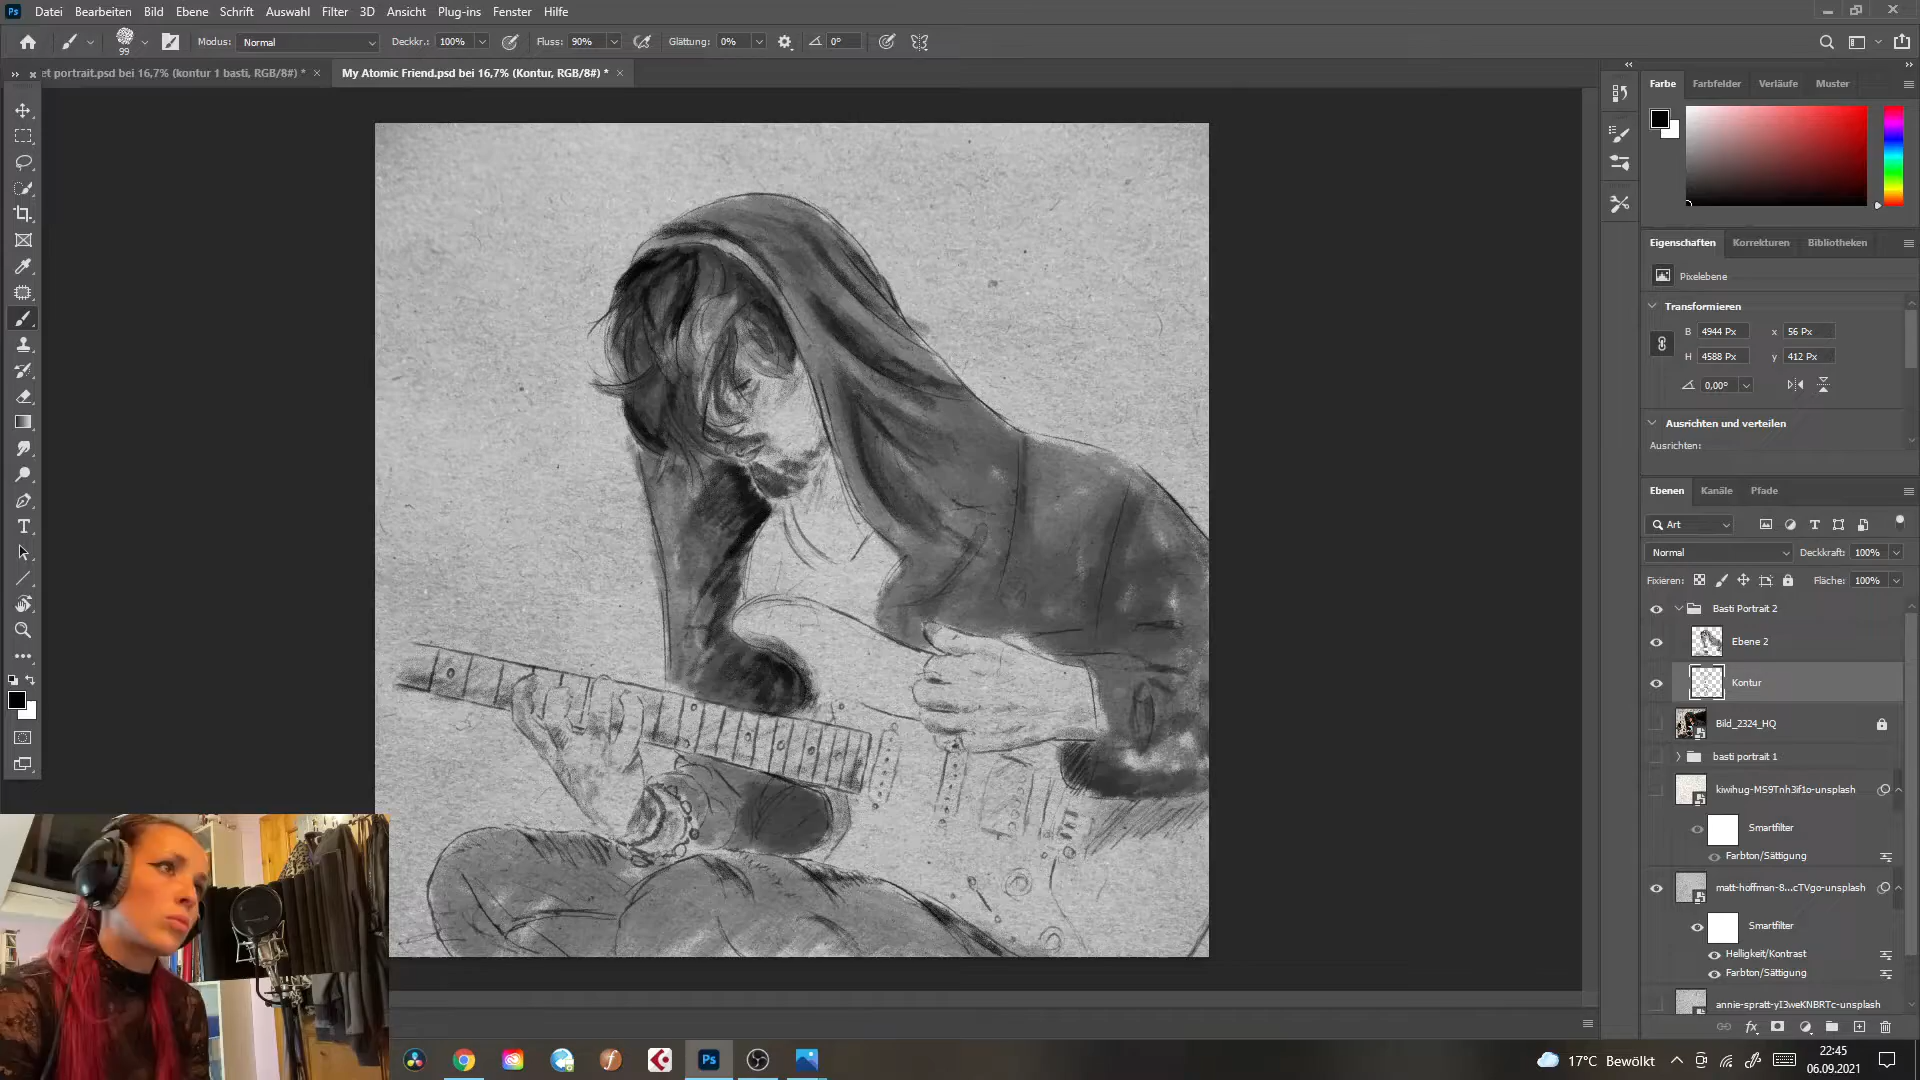 Ps Datei Bearbeiten Bild Ebene Schrift Auswahl Filter 3D Ansicht Plug-ins Fenster Hilfe
99 Modus: Normal Deckkr.: 100% Fluss: 90% Glättung: 0% 0°
et portrait.psd bei 16,7% (kontur 1 basti, RGB/8#) * My Atomic Friend.psd bei 16,7% (Kontur, RGB/8#) *
Farbe Farbfelder Verläufe Muster
Eigenschaften Korrekturen Bibliotheken
Pixelebene
Transformieren
B 4944 Px x 56 Px
H 4588 Px y 412 Px
0,00°
Ausrichten und verteilen
Ausrichten:
Ebenen Kanäle Pfade
Art
Normal Deckkraft: 100%
Fixieren: Fläche: 100%
Basti Portrait 2
Ebene 2
Kontur
Bild_2324_HQ
basti portrait 1
kiwihug-MS9Tnh3if1o-unsplash
Smartfilter
Farbton/Sättigung
matt-hoffman-8...cTVgo-unsplash
Smartfilter
Helligkeit/Kontrast
Farbton/Sättigung
annie-spratt-yI3weKNBRTc-unsplash
fx
Ps
17°C Bewölkt
22:45
06.09.2021